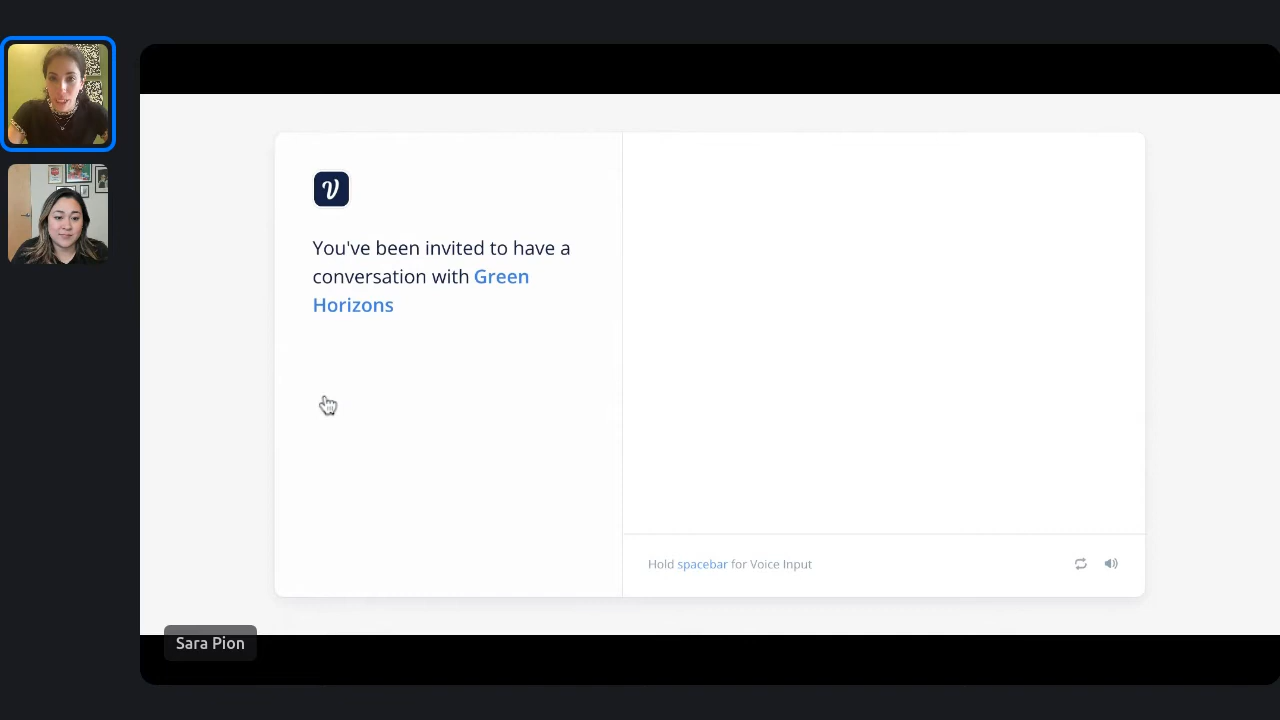 V
You've been invited to have a
conversation with Green
Horizons
Hold spacebar for Voice Input
Sara Pion